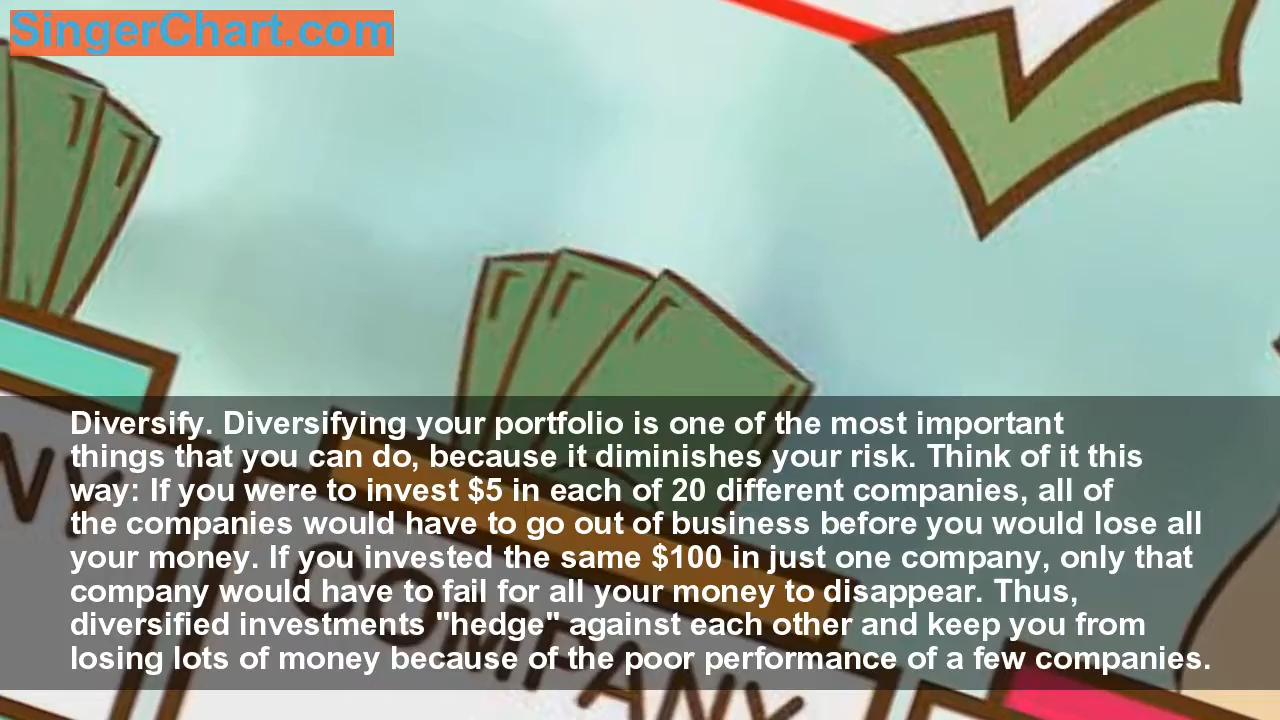 SingerChart.com
Diversify. Diversifying your portfolio is one of the most important
things that you can do, because it diminishes your risk. Think of it this
way: If you were to invest $5 in each of 20 different companies, all of
the companies would have to go out of business before you would lose all
your money. If you invested the same $100 in just one company, only that
company would have to fail for all your money to disappear. Thus,
diversified investments "hedge" against each other and keep you from
losing lots of money because of the poor performance of a few companies.
NY
COMPANY